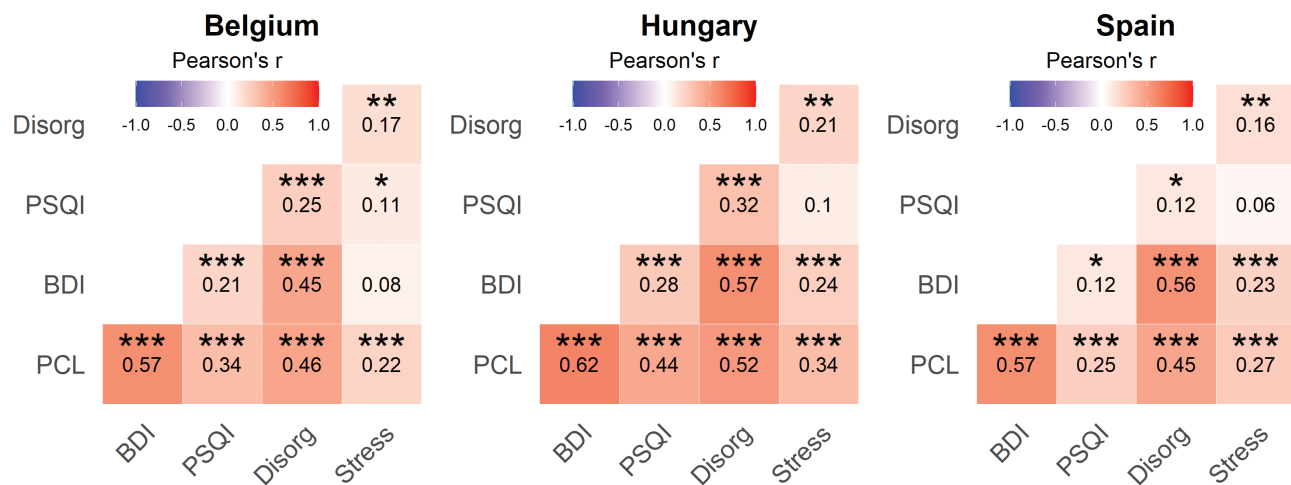 Belgium
Pearson's r
-1.0 -0.5 0.0 0.5 1.0
Disorg
**
0.17
PSQI
*** *
0.25 0.11
BDI
*** ***
0.21 0.45 0.08
PCL
*** *** *** ***
0.57 0.34 0.46 0.22
BDI PSQI Disorg Stress
Hungary
Pearson's r
-1.0 -0.5 0.0 0.5 1.0
Disorg
**
0.21
PSQI
***
0.32 0.1
BDI
*** *** ***
0.28 0.57 0.24
PCL
*** *** *** ***
0.62 0.44 0.52 0.34
BDI PSQI Disorg Stress
Spain
Pearson's r
-1.0 -0.5 0.0 0.5 1.0
Disorg
**
0.16
PSQI
*
0.12 0.06
BDI
* *** ***
0.12 0.56 0.23
PCL
*** *** *** ***
0.57 0.25 0.45 0.27
BDI PSQI Disorg Stress